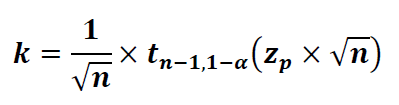 k = 1/√n × t_{n−1,1−α}(z_p × √n)